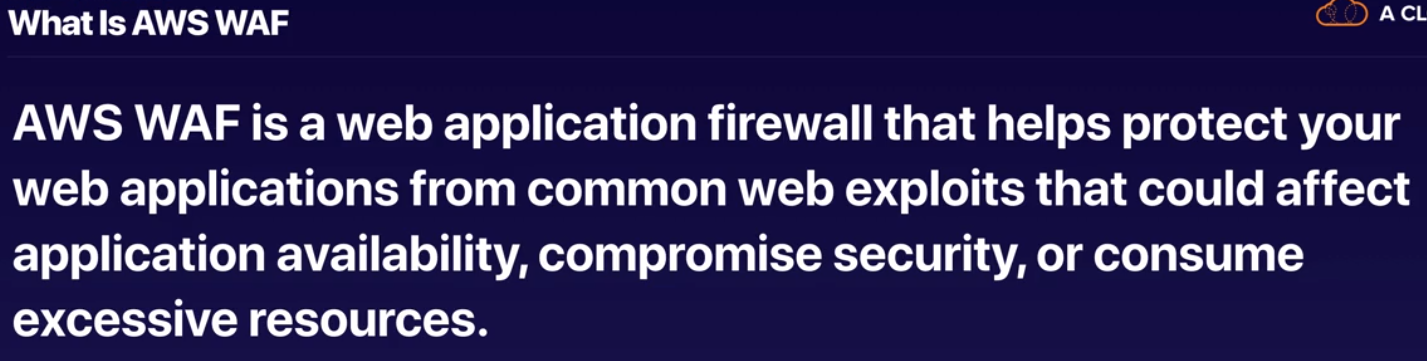 What Is AWS WAF
A CL
AWS WAF is a web application firewall that helps protect your
web applications from common web exploits that could affect
application availability, compromise security, or consume
excessive resources.